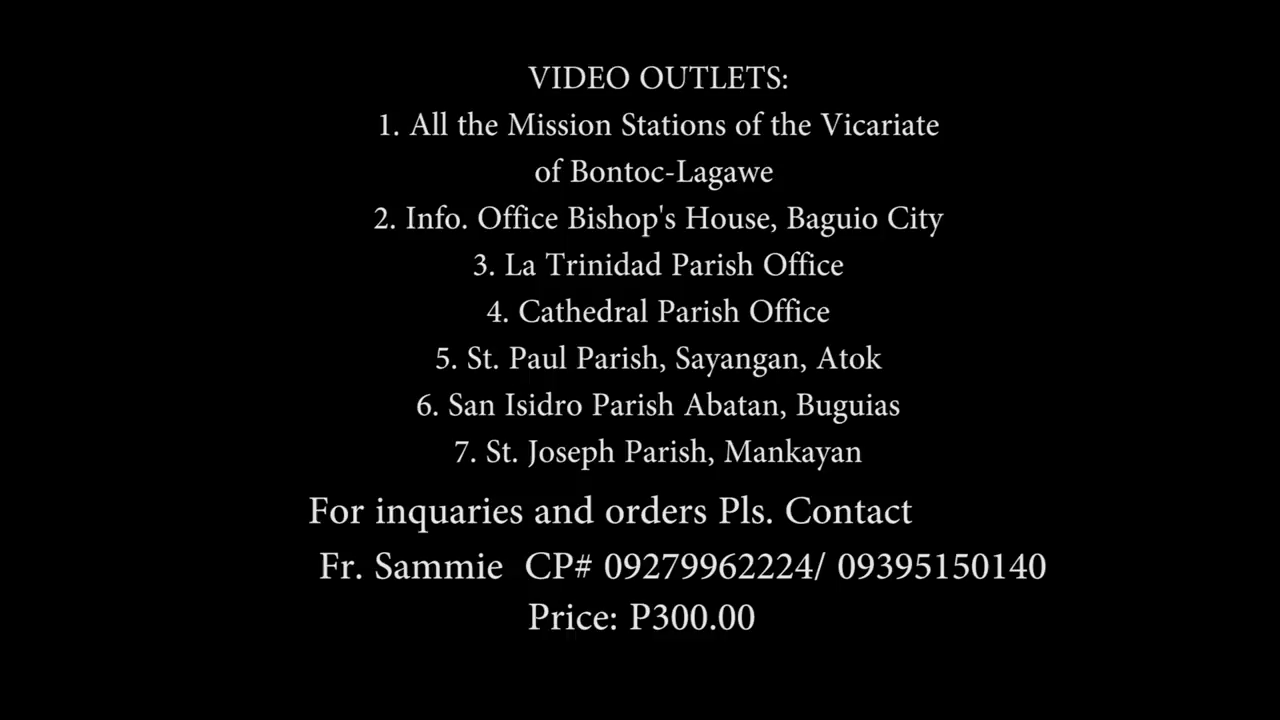 VIDEO OUTLETS:
1. All the Mission Stations of the Vicariate
of Bontoc-Lagawe
2. Info. Office Bishop's House, Baguio City
3. La Trinidad Parish Office
4. Cathedral Parish Office
5. St. Paul Parish, Sayangan, Atok
6. San Isidro Parish Abatan, Buguias
7. St. Joseph Parish, Mankayan
For inquaries and orders Pls. Contact
Fr. Sammie CP# 09279962224/ 09395150140
Price: P300.00